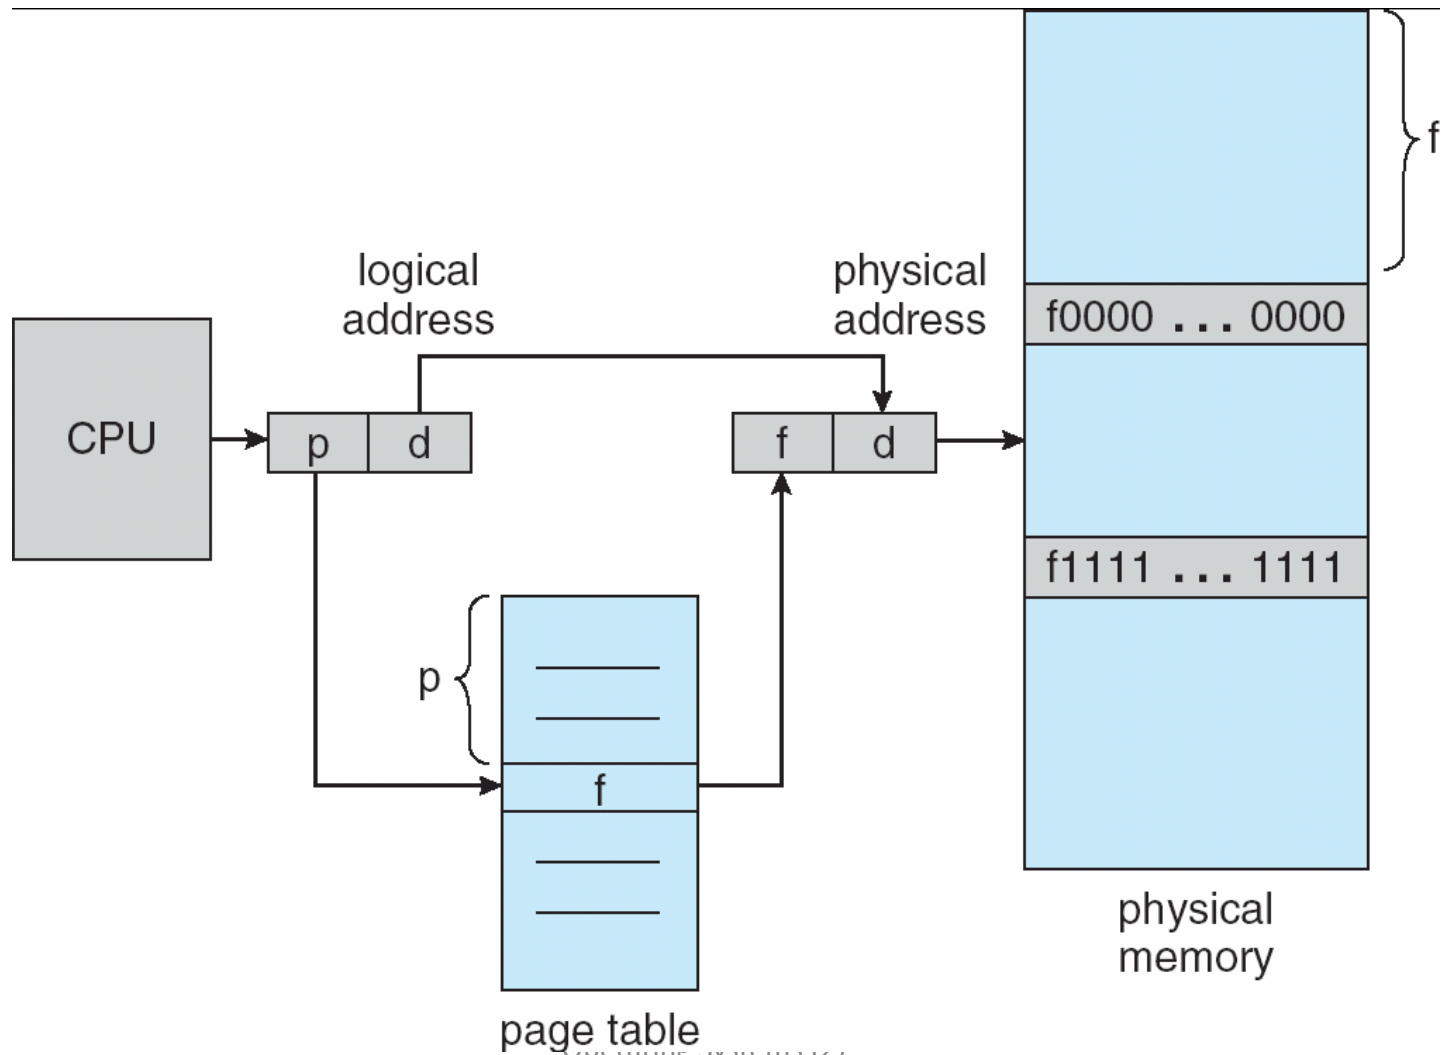 f
logical
address
physical
address
f0000 ... 0000
CPU
p d
f d
f1111 ... 1111
p
f
physical
memory
page table